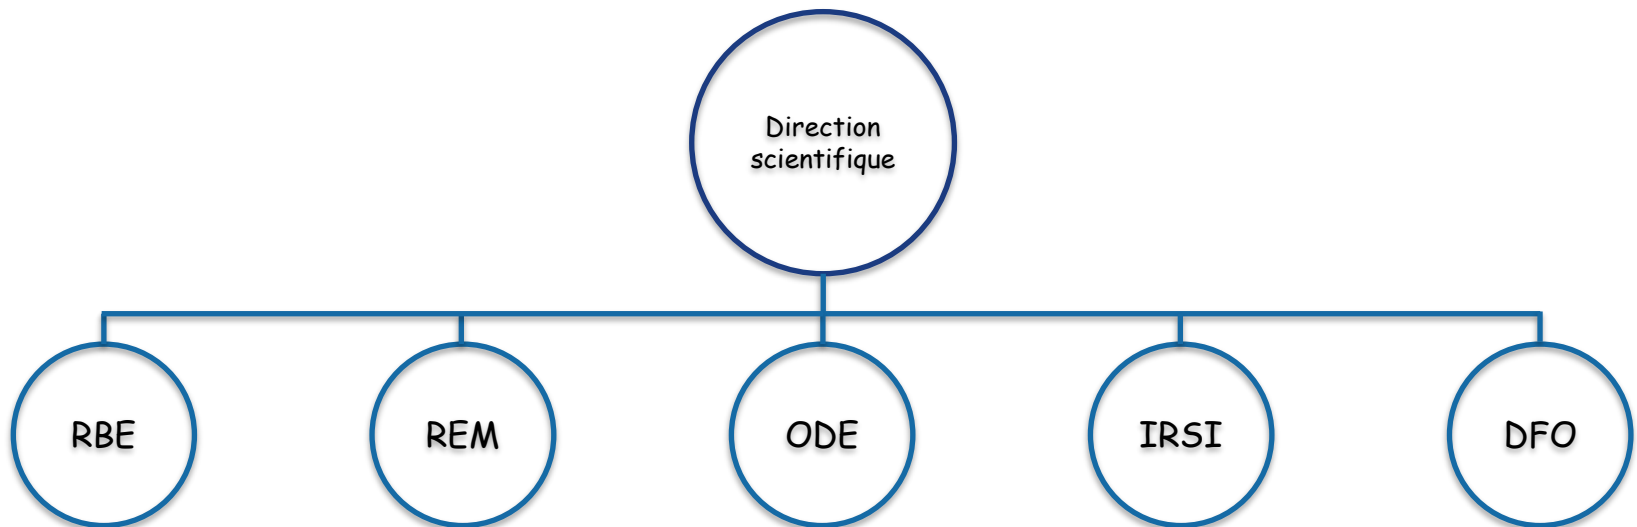 Direction
scientifique
RBE
REM
ODE
IRSI
DFO